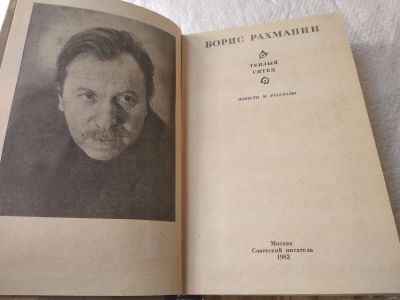 БОРИС РАХМАНИН
ТЕПЛЫЙ
СИТЕЦ
ПОВЕСТИ И РАССКАЗЫ
Москва
Советский писатель
1982